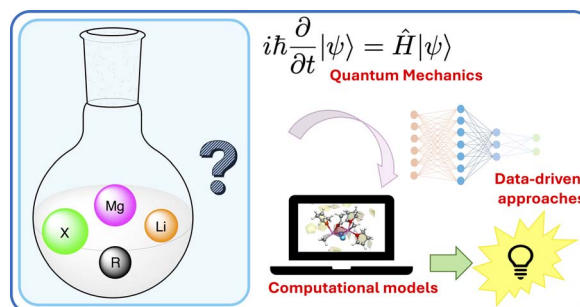 iħ ∂/∂t |ψ⟩ = Ĥ|ψ⟩
Quantum Mechanics
?
Mg
X
Li
R
Data-driven
approaches
Computational models